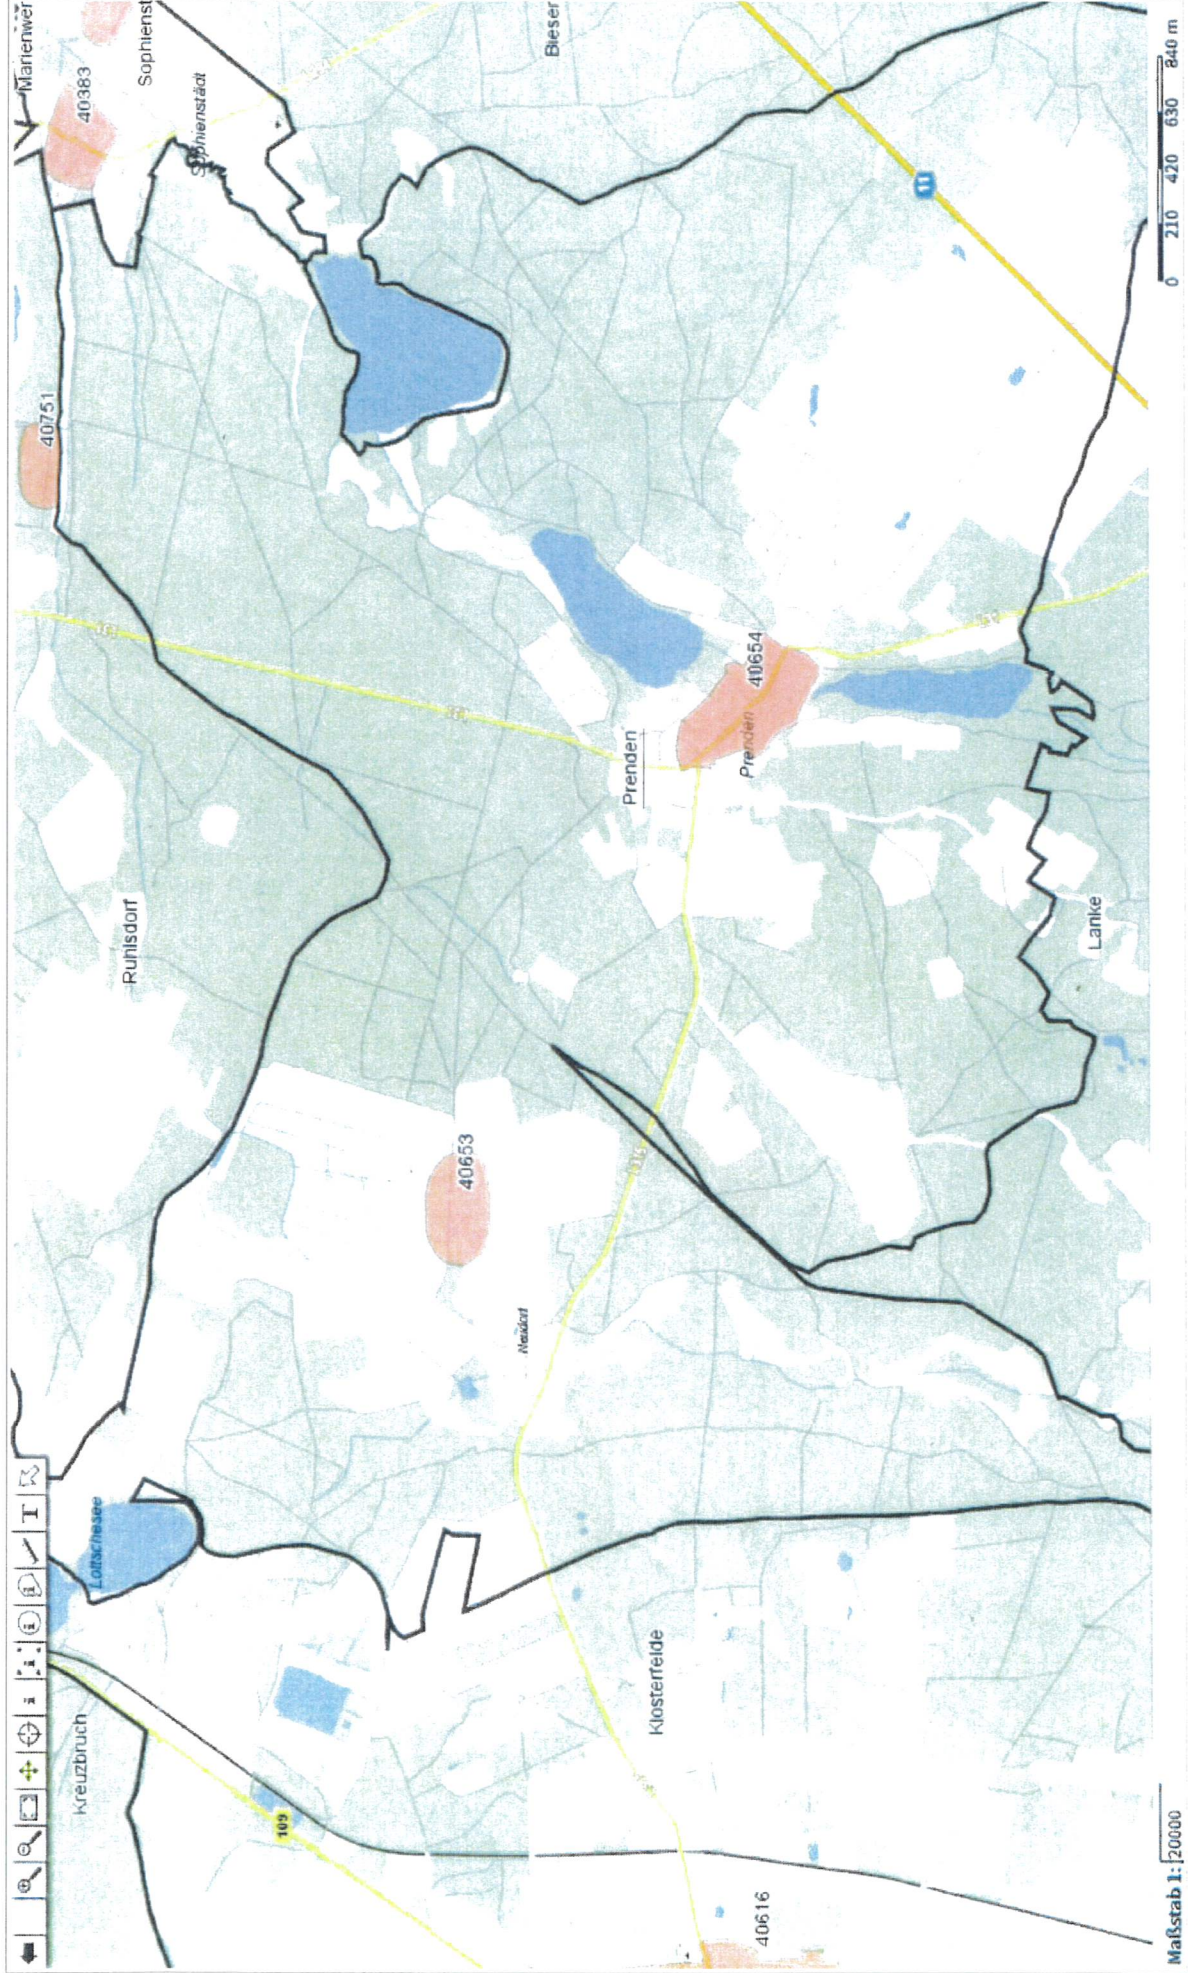 Marienwer
40383
Sophienst
Sophienstädt
Bieser
40751
11
Ruhlsdorf
Prenden
40654
Prenden
Lanke
40653
Neudorf
Lottschesee
Kreuzbruch
109
Klosterfelde
40616
Maßstab 1: 20000
0 210 420 630 840 m